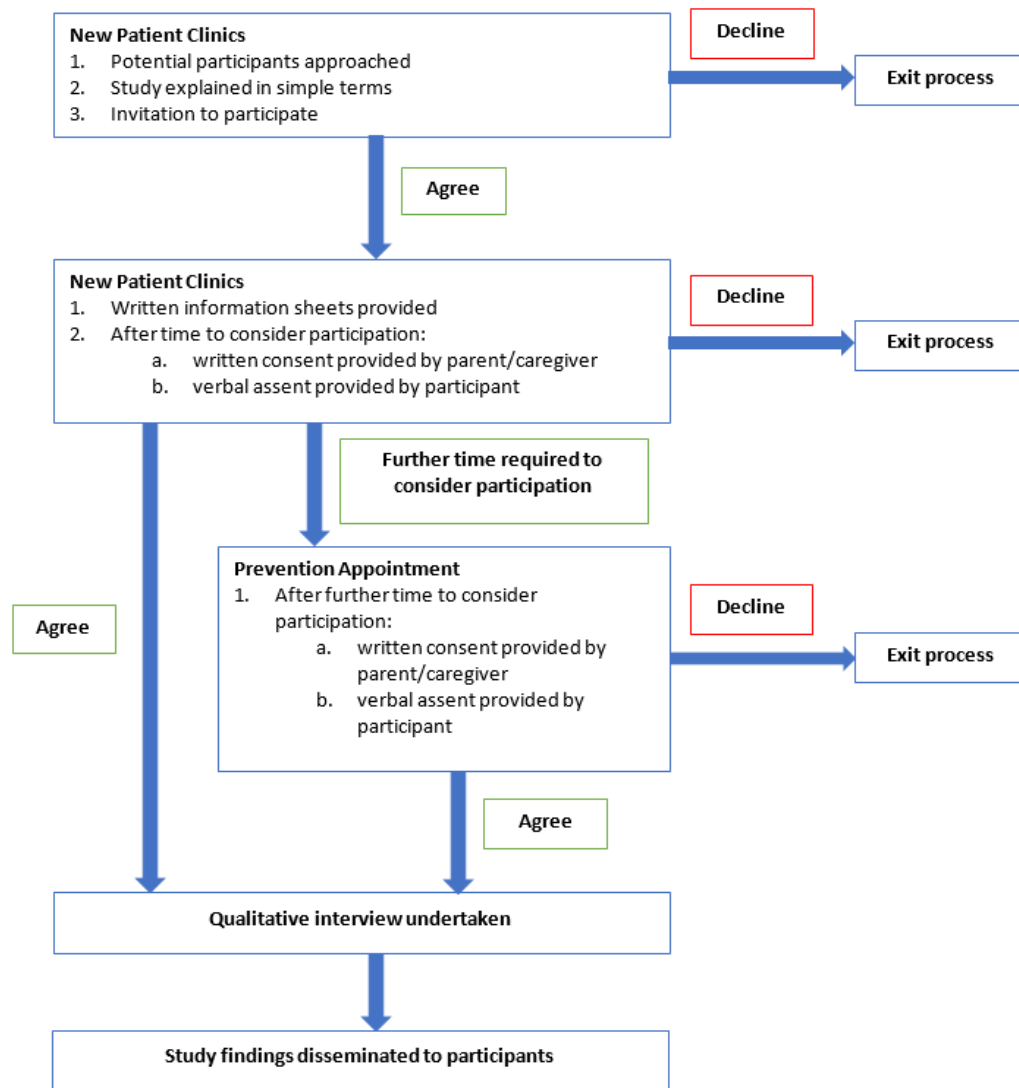 New Patient Clinics
1. Potential participants approached
2. Study explained in simple terms
3. Invitation to participate
Decline
Exit process
Agree
New Patient Clinics
1. Written information sheets provided
2. After time to consider participation:
a. written consent provided by parent/caregiver
b. verbal assent provided by participant
Decline
Exit process
Further time required to
consider participation
Prevention Appointment
1. After further time to consider
participation:
a. written consent provided by
parent/caregiver
b. verbal assent provided by
participant
Decline
Exit process
Agree
Agree
Qualitative interview undertaken
Study findings disseminated to participants